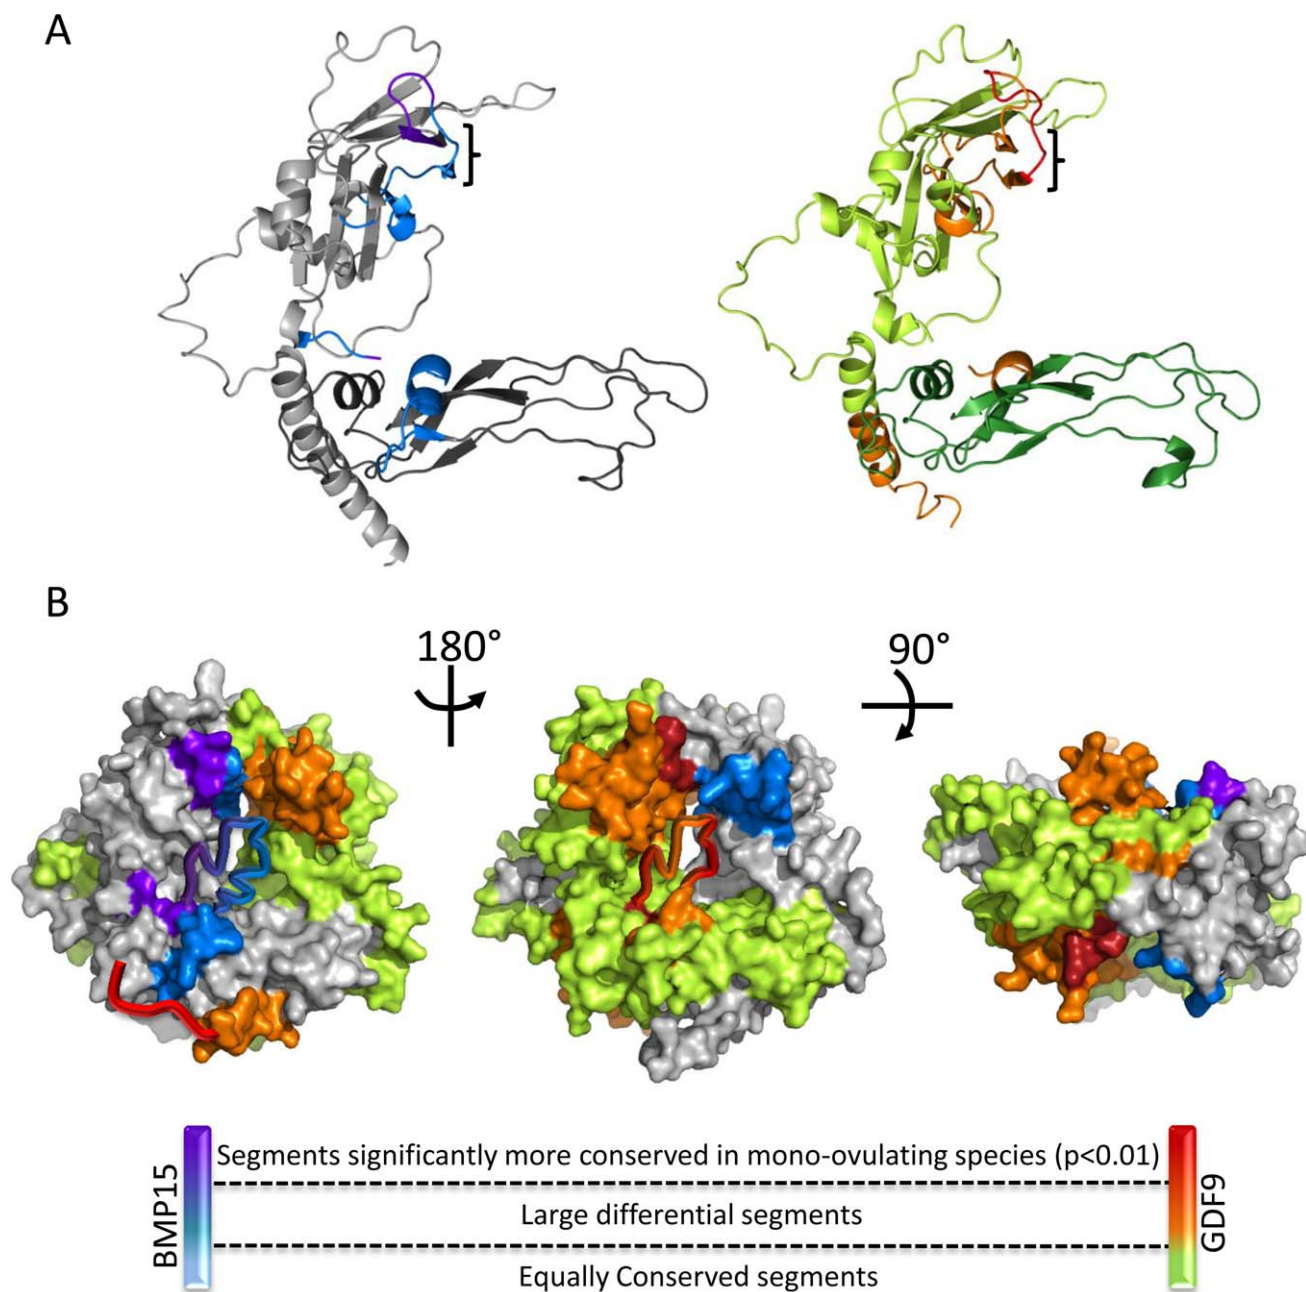 A
B
180°
90°
BMP15
Segments significantly more conserved in mono-ovulating species (p<0.01)
Large differential segments
Equally Conserved segments
GDF9